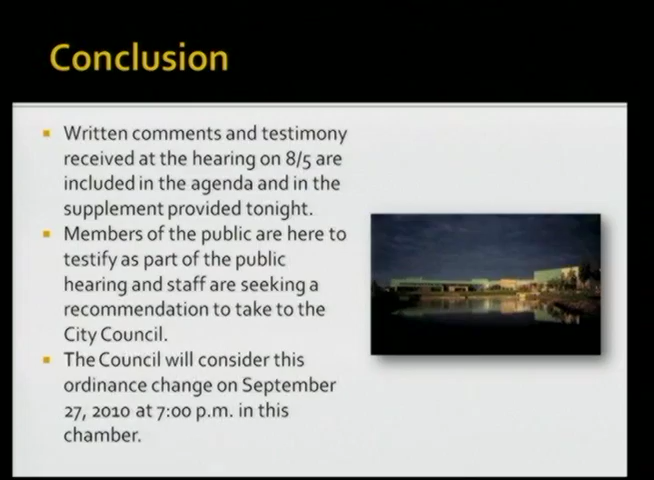 Conclusion
Written comments and testimony
received at the hearing on 8/5 are
included in the agenda and in the
supplement provided tonight.
Members of the public are here to
testify as part of the public
hearing and staff are seeking a
recommendation to take to the
City Council.
The Council will consider this
ordinance change on September
27, 2010 at 7:00 p.m. in this
chamber.